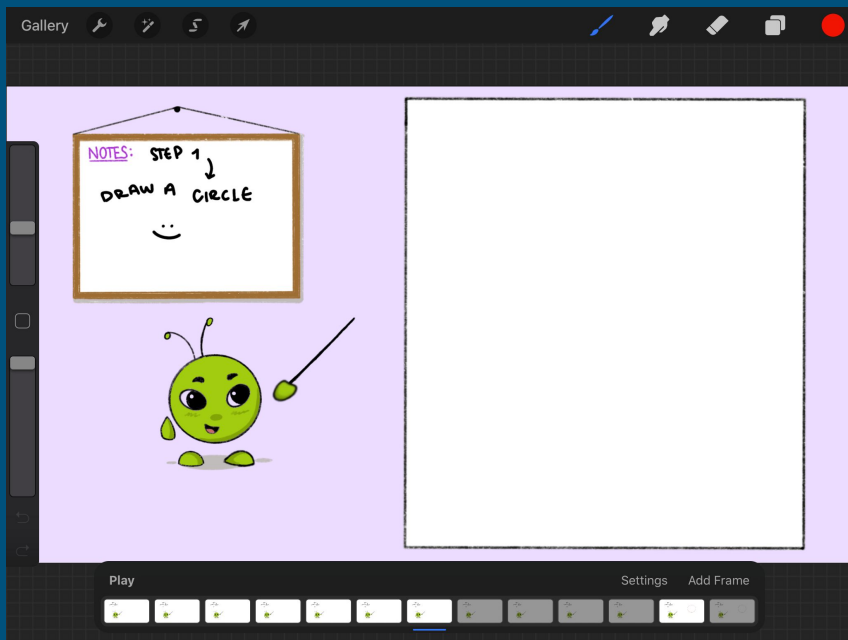 Gallery
NOTES: STEP 1
DRAW A CIRCLE
Play
Settings
Add Frame